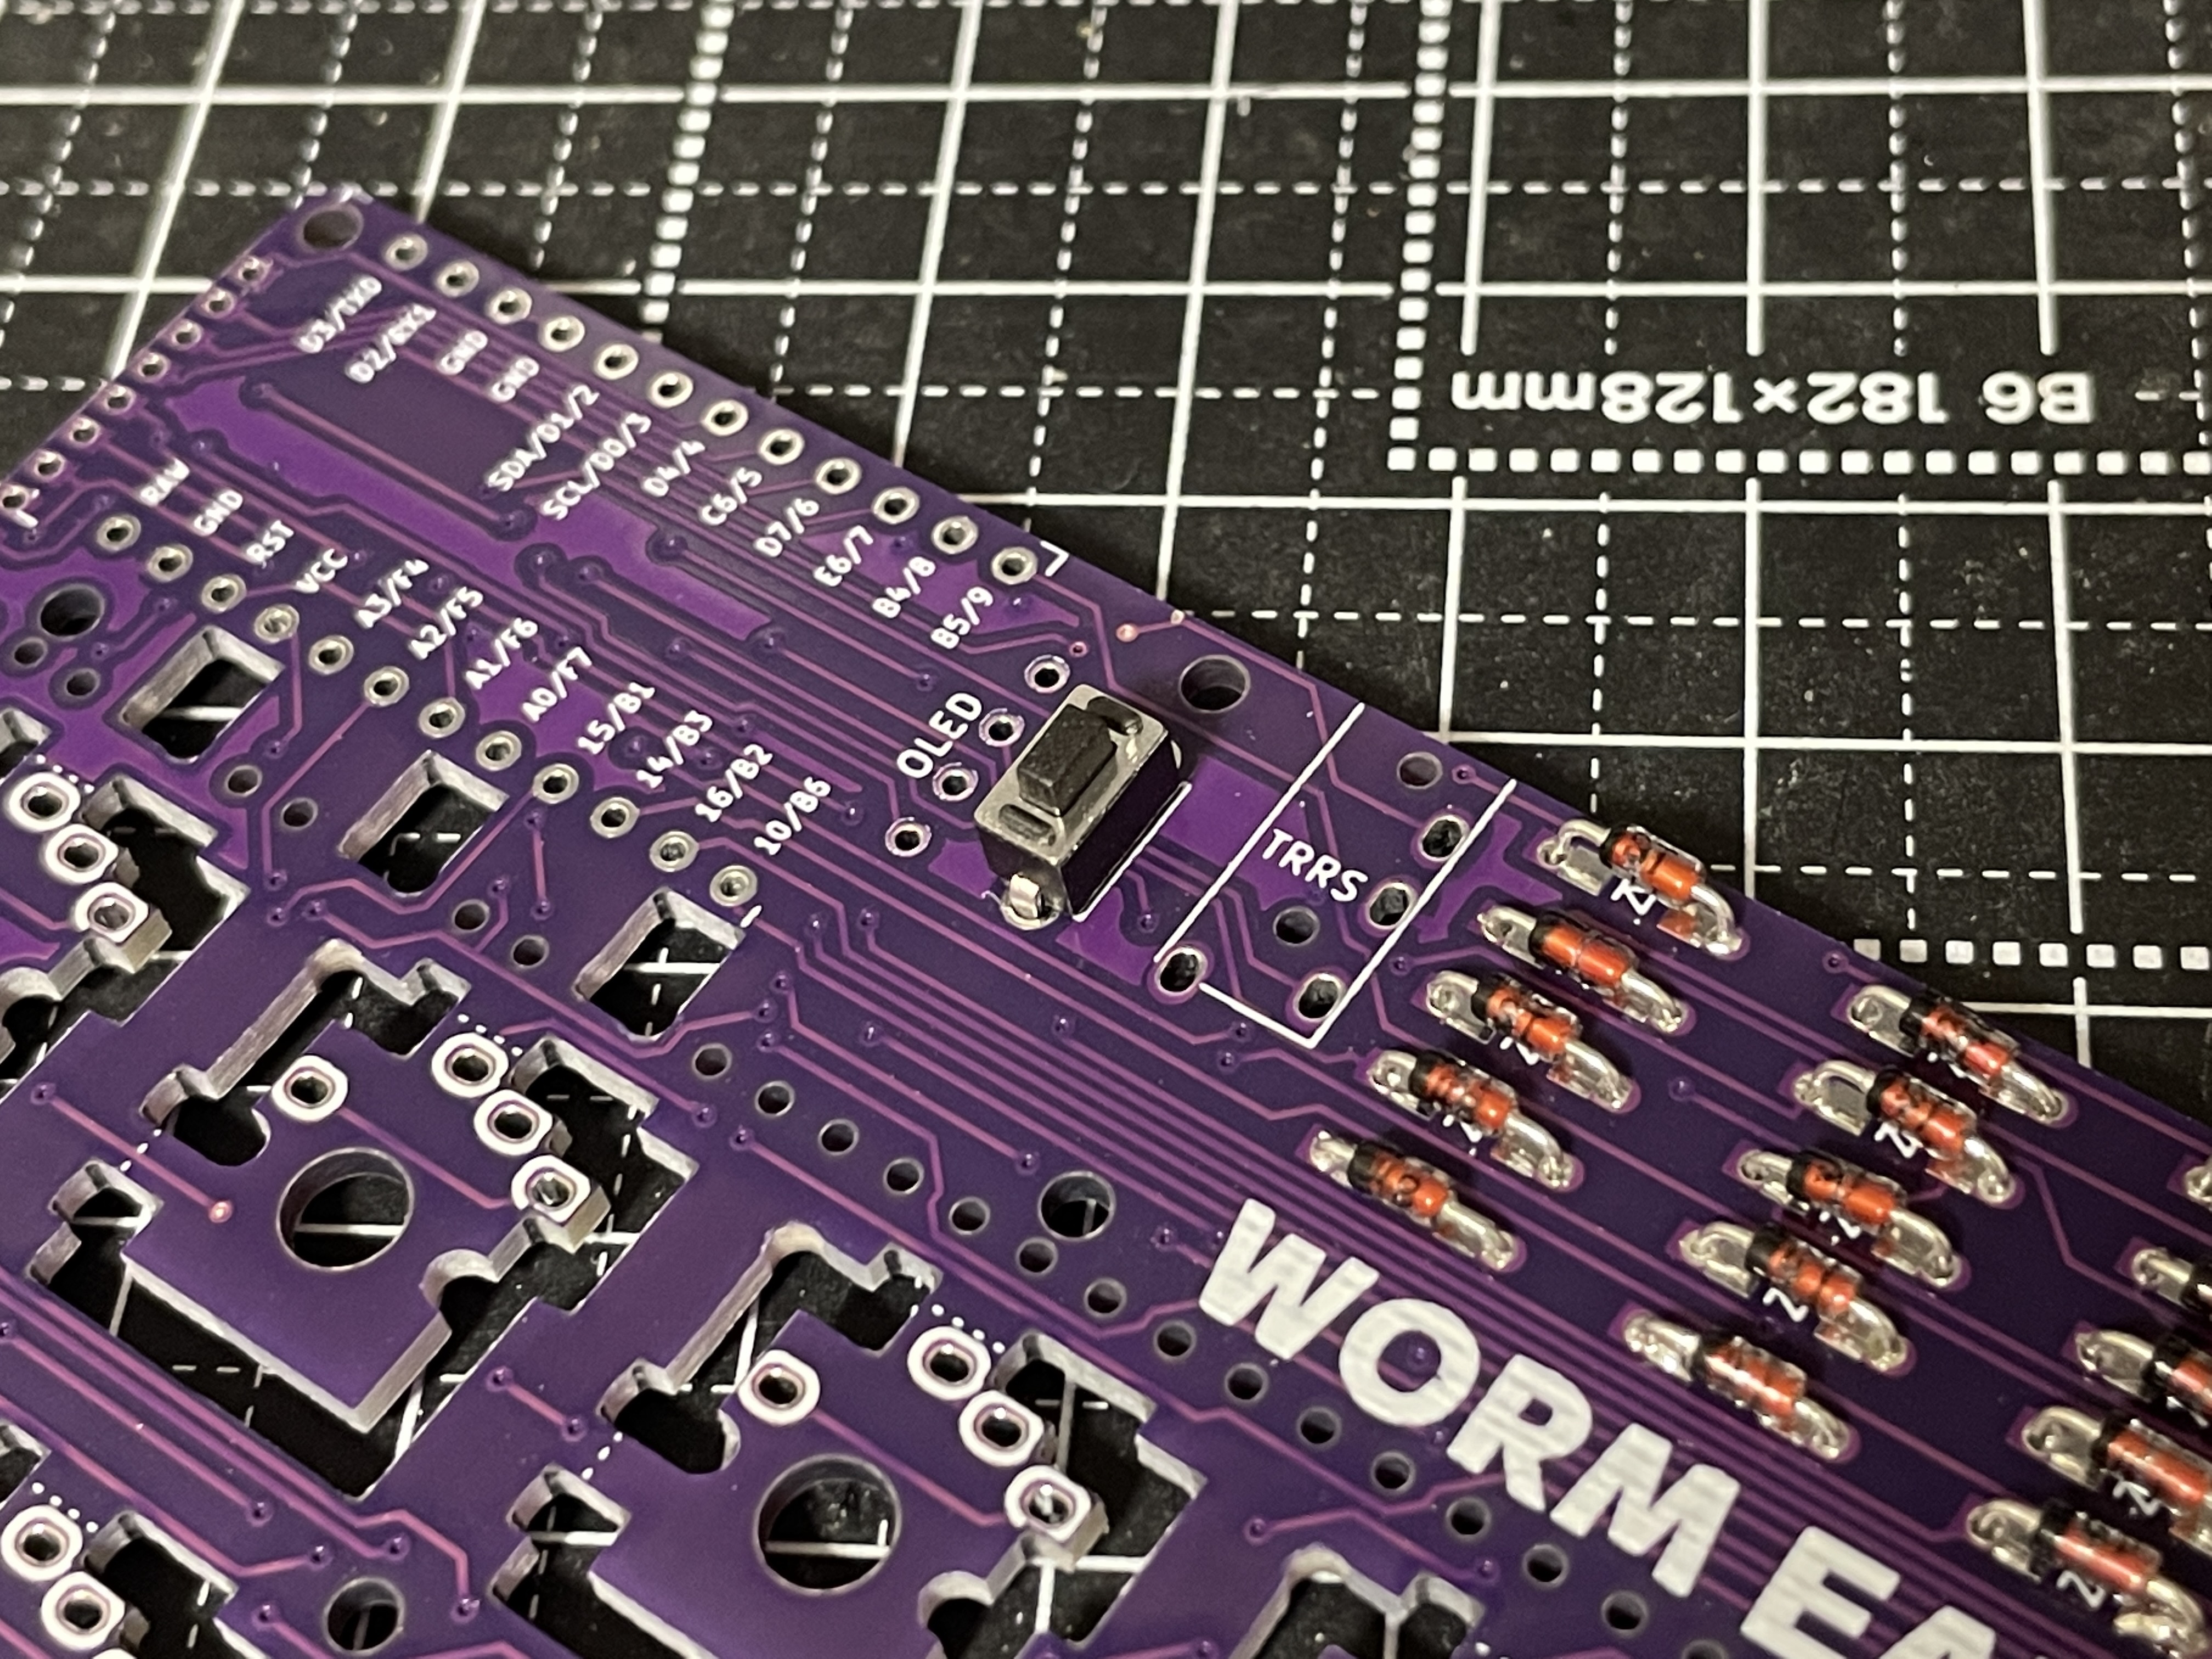 B6 182×128mm
D3/TX0
D2/RX1
GND
GND
SDA/D1/2
SCL/D0/3
D4/4
C6/5
D7/6
E6/7
B4/8
B5/9
RAW
GND
RST
VCC
A3/F4
A2/F5
A1/F6
A0/F7
15/B1
14/B3
16/B2
10/B6
OLED
TRRS
WORM EA